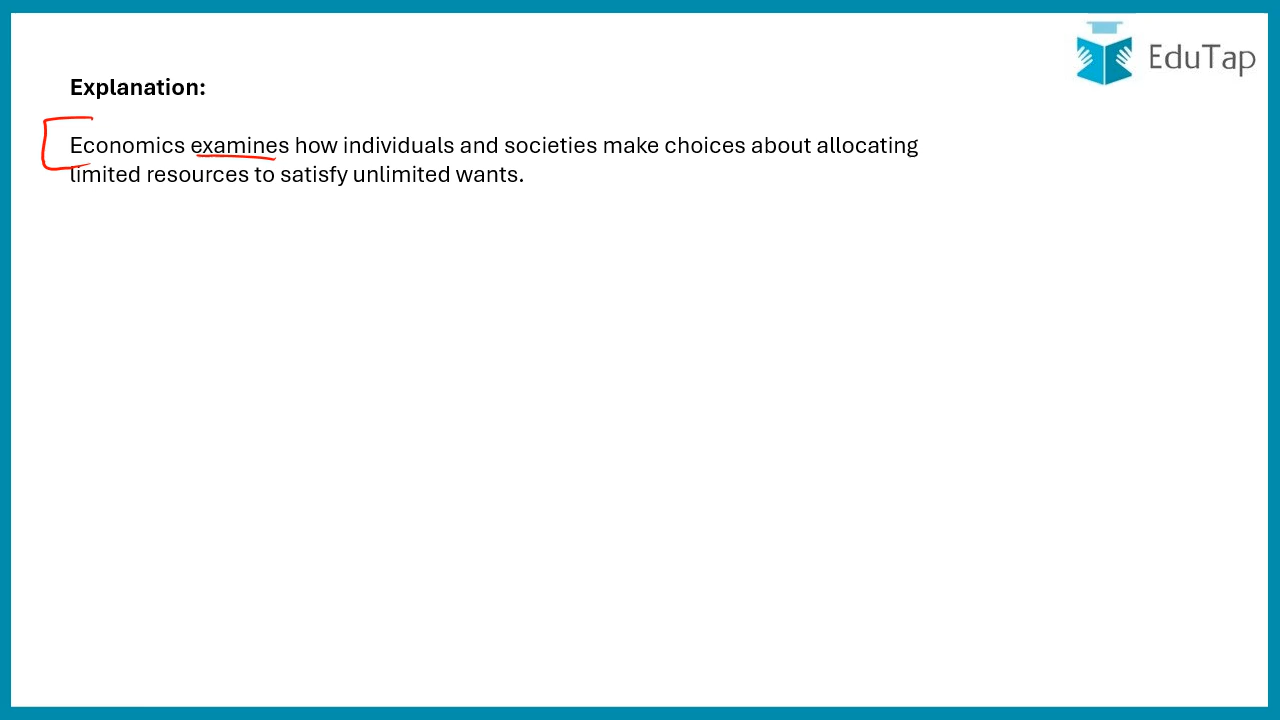 EduTap
Explanation:
Economics examines how individuals and societies make choices about allocating
limited resources to satisfy unlimited wants.